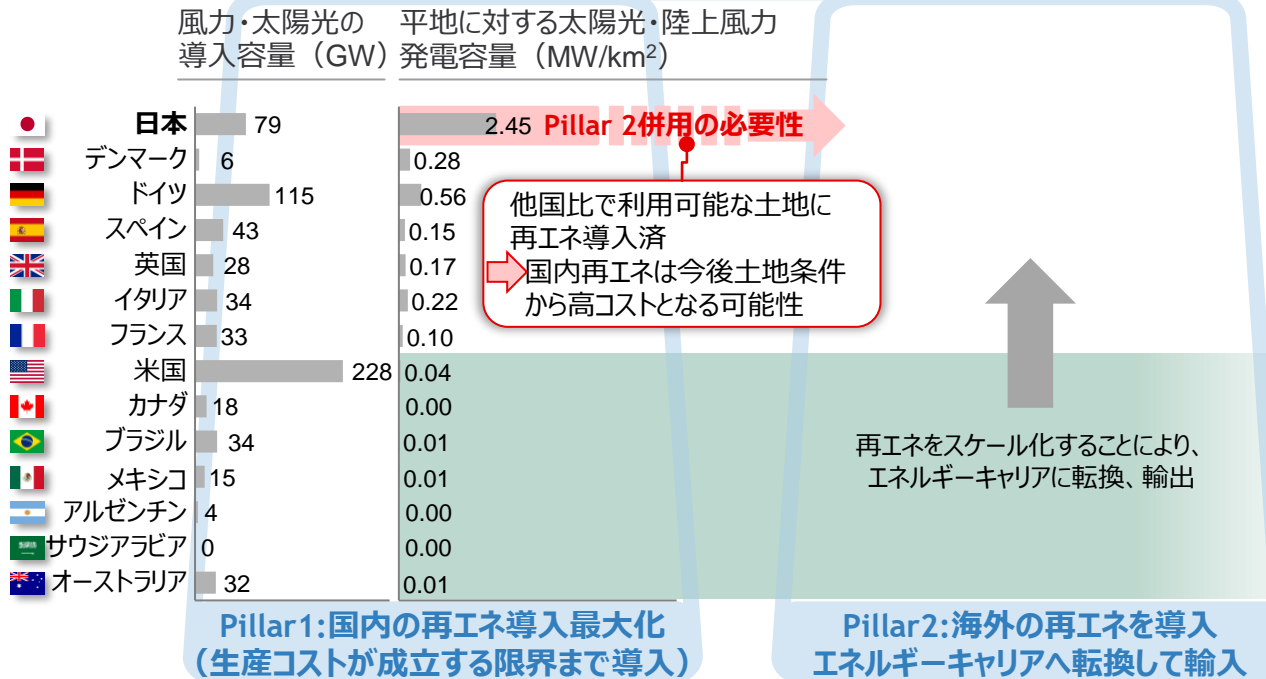 風力・太陽光の
導入容量（GW）
平地に対する太陽光・陸上風力
発電容量（MW/km2）
日本 79 2.45 Pillar 2併用の必要性
デンマーク 6 0.28
ドイツ 115 0.56
スペイン 43 0.15
英国 28 0.17
イタリア 34 0.22
フランス 33 0.10
米国 228 0.04
カナダ 18 0.00
ブラジル 34 0.01
メキシコ 15 0.01
アルゼンチン 4 0.00
サウジアラビア 0 0.00
オーストラリア 32 0.01
他国比で利用可能な土地に
再エネ導入済
国内再エネは今後土地条件
から高コストとなる可能性
再エネをスケール化することにより、
エネルギーキャリアに転換、輸出
Pillar1:国内の再エネ導入最大化
（生産コストが成立する限界まで導入）
Pillar2:海外の再エネを導入
エネルギーキャリアへ転換して輸入